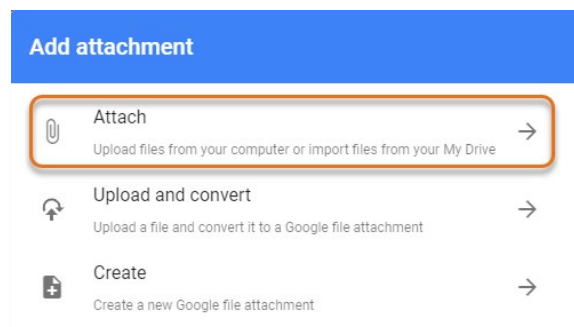 Add attachment
Attach
Upload files from your computer or import files from your My Drive
Upload and convert
Upload a file and convert it to a Google file attachment
Create
Create a new Google file attachment